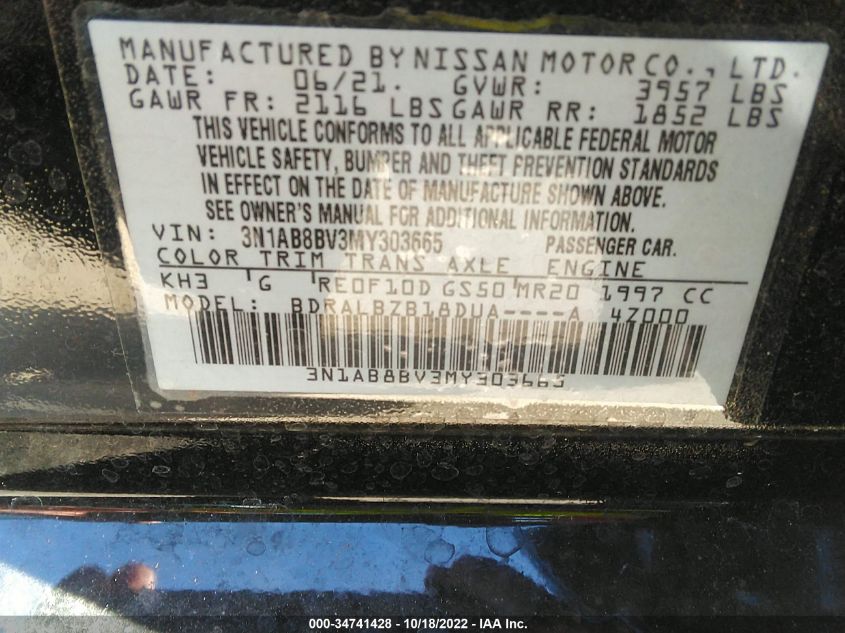 MANUFACTURED BY NISSAN MOTOR CO., LTD.
DATE: 06/21. GVWR: 3957 LBS
GAWR FR: 2116 LBS GAWR RR: 1852 LBS
THIS VEHICLE CONFORMS TO ALL APPLICABLE FEDERAL MOTOR
VEHICLE SAFETY, BUMPER AND THEFT PREVENTION STANDARDS
IN EFFECT ON THE DATE OF MANUFACTURE SHOWN ABOVE.
SEE OWNER'S MANUAL FOR ADDITIONAL INFORMATION.
VIN: 3N1AB8BV3MY303665 PASSENGER CAR.
COLOR TRIM TRANS AXLE ENGINE
KH3 G RE0F10D GS50 MR20 1997 CC
MODEL: BDRALBZB18DUA----A 4Z000
3N1AB8BV3MY303665
000-34741428 - 10/18/2022 - IAA Inc.